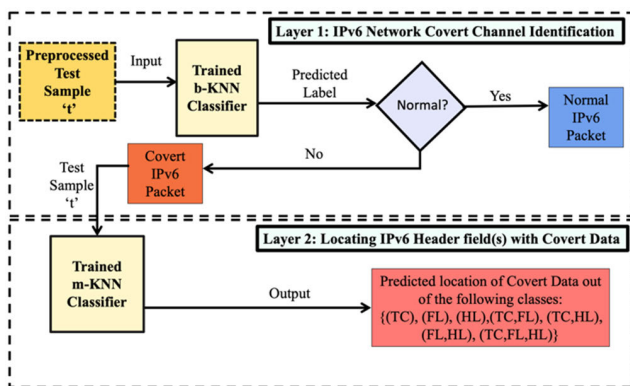 Layer 1: IPv6 Network Covert Channel Identification
Preprocessed
Test
Sample
‘t’
Input
Trained
b-KNN
Classifier
Predicted
Label
Normal?
Yes
Normal
IPv6
Packet
No
Covert
IPv6
Packet
Test
Sample
‘t’
Layer 2: Locating IPv6 Header field(s) with Covert Data
Trained
m-KNN
Classifier
Output
Predicted location of Covert Data out
of the following classes:
{(TC), (FL), (HL),(TC,FL), (TC,HL),
(FL,HL), (TC,FL,HL)}